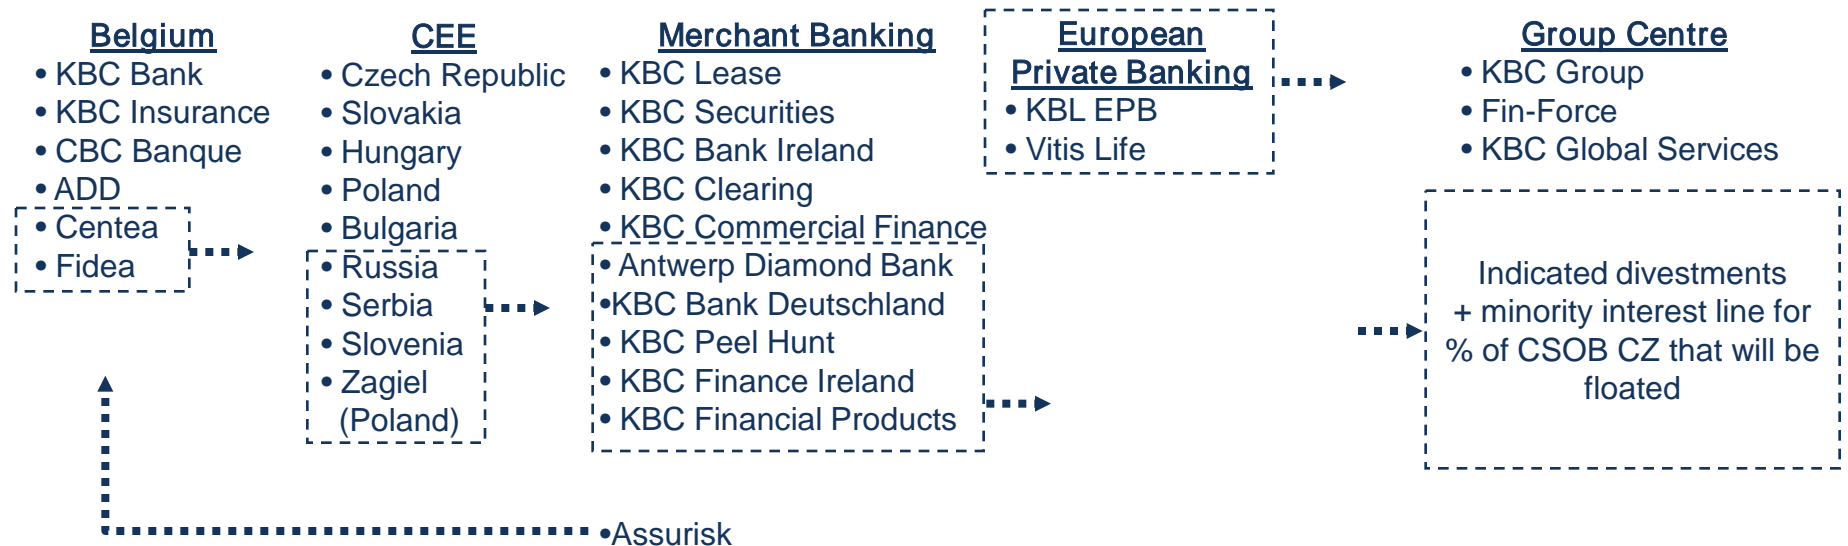 Belgium
• KBC Bank
• KBC Insurance
• CBC Banque
• ADD
• Centea
• Fidea
CEE
• Czech Republic
• Slovakia
• Hungary
• Poland
• Bulgaria
• Russia
• Serbia
• Slovenia
• Zagiel
(Poland)
Merchant Banking
• KBC Lease
• KBC Securities
• KBC Bank Ireland
• KBC Clearing
• KBC Commercial Finance
• Antwerp Diamond Bank
•KBC Bank Deutschland
• KBC Peel Hunt
• KBC Finance Ireland
• KBC Financial Products
•Assurisk
European
Private Banking
• KBL EPB
• Vitis Life
Group Centre
• KBC Group
• Fin-Force
• KBC Global Services
Indicated divestments
+ minority interest line for
% of CSOB CZ that will be
floated